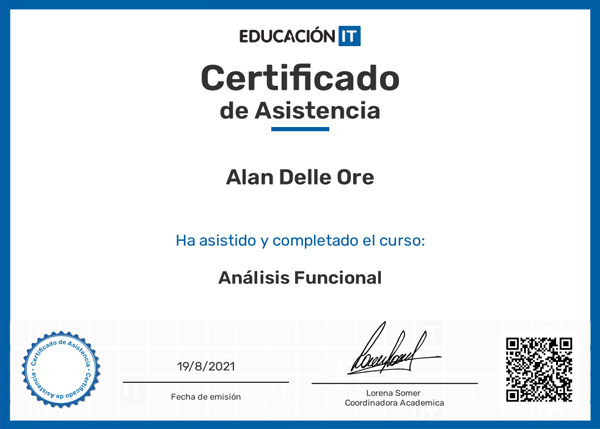 EDUCACIÓN IT
Certificado
de Asistencia
Alan Delle Ore
Ha asistido y completado el curso:
Análisis Funcional
Certificado de Asistencia • Certificado de Asistencia •
19/8/2021
Fecha de emisión
Lorena Somer
Coordinadora Academica